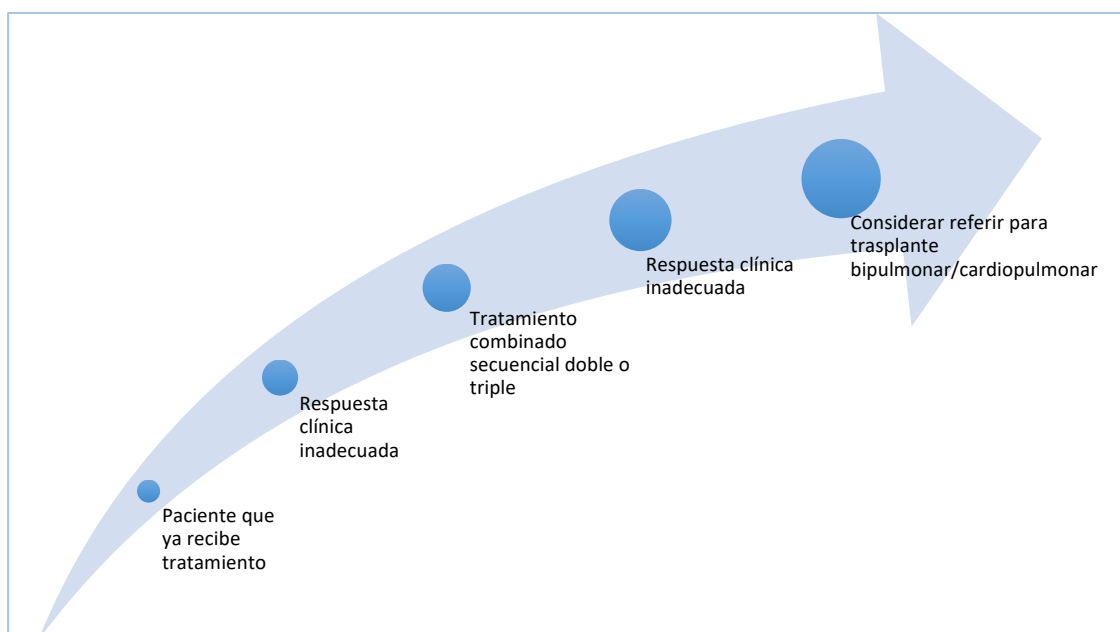 Paciente que
ya recibe
tratamiento
Respuesta
clínica
inadecuada
Tratamiento
combinado
secuencial doble o
triple
Respuesta clínica
inadecuada
Considerar referir para
trasplante
bipulmonar/cardiopulmonar